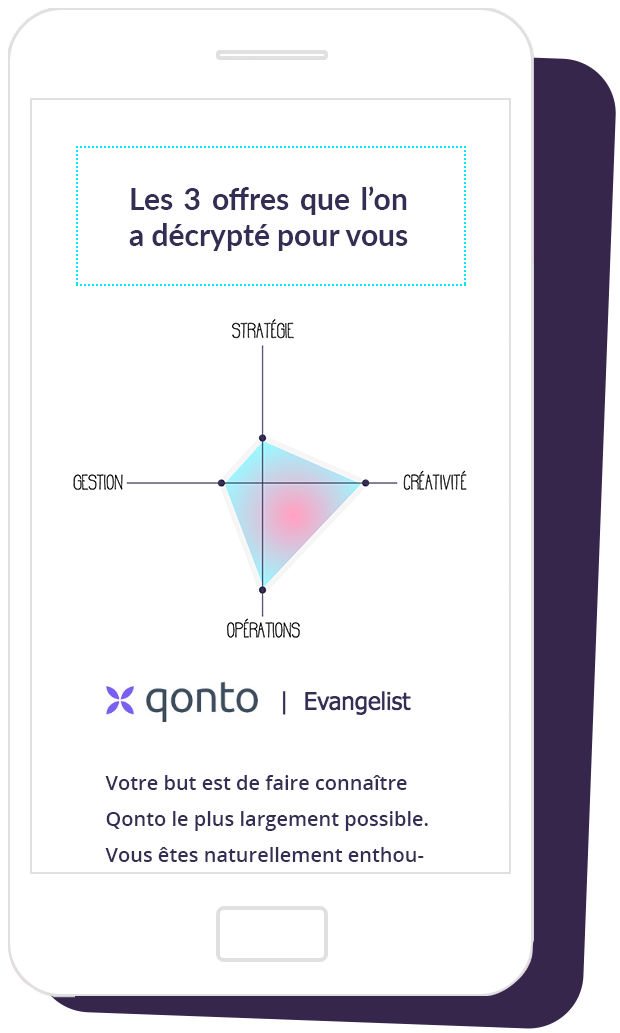 Les 3 offres que l’on
a décrypté pour vous
STRATÉGIE
GESTION
CRÉATIVITÉ
OPÉRATIONS
qonto | Evangelist
Votre but est de faire connaître
Qonto le plus largement possible.
Vous êtes naturellement enthou-